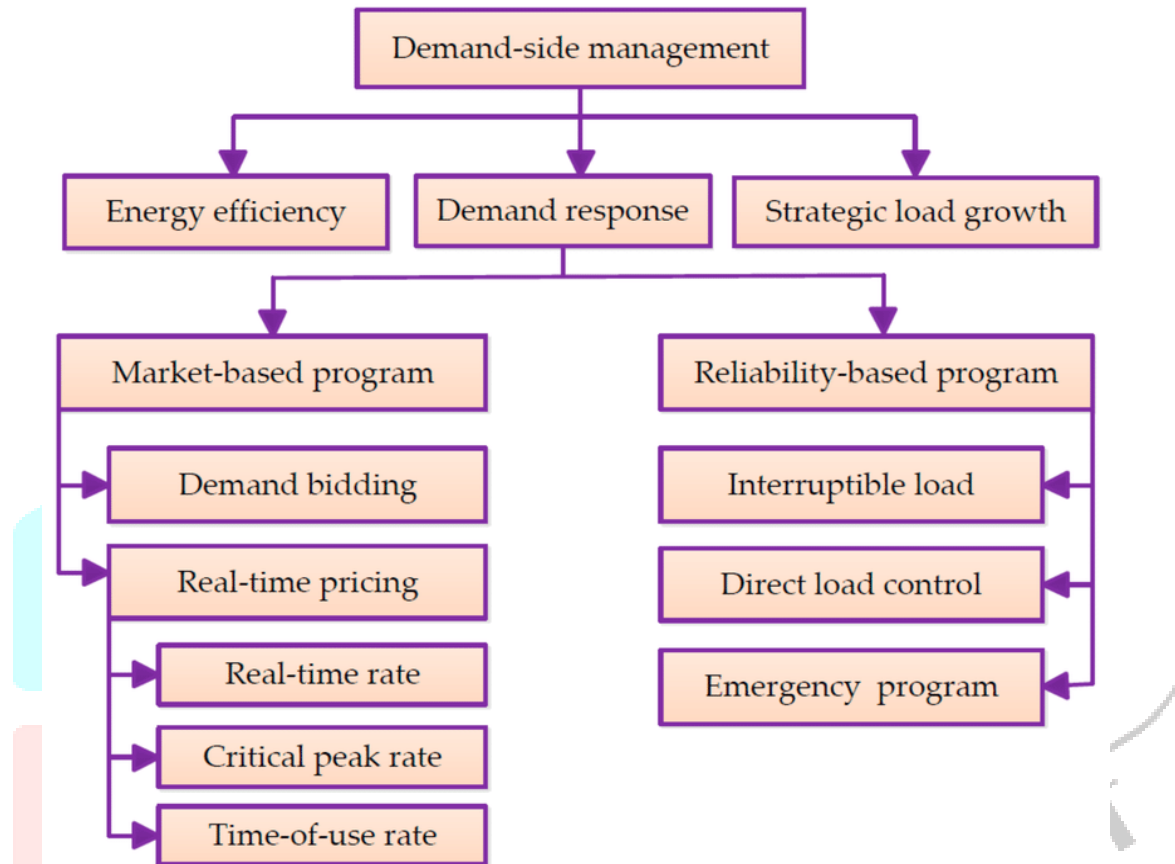 Demand-side management
Energy efficiency
Demand response
Strategic load growth
Market-based program
Reliability-based program
Demand bidding
Interruptible load
Real-time pricing
Direct load control
Real-time rate
Emergency program
Critical peak rate
Time-of-use rate